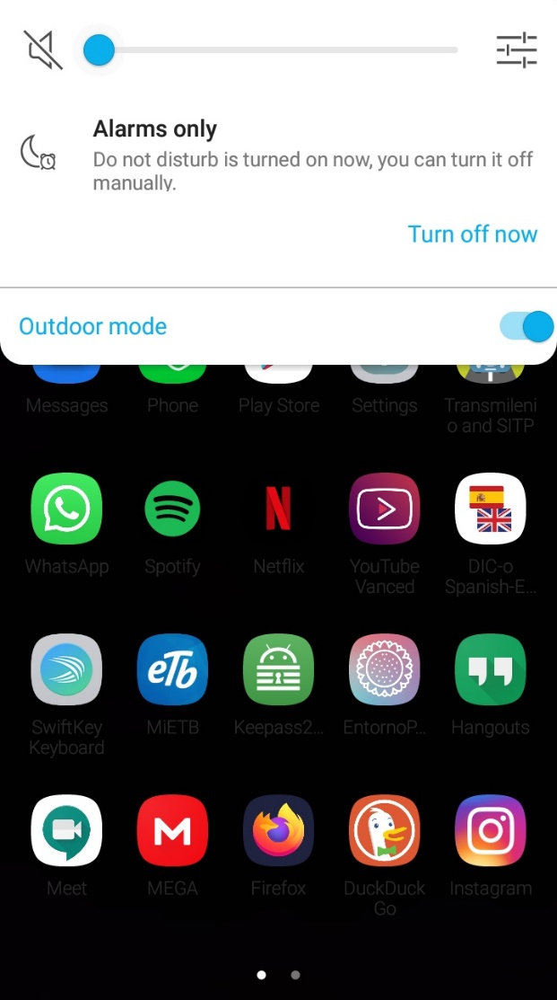 Alarms only
Do not disturb is turned on now, you can turn it off
manually.
Turn off now
Outdoor mode
Messages
Phone
Play Store
Settings
Transmileni
o and SITP
WhatsApp
Spotify
Netflix
YouTube
Vanced
DIC-o
Spanish-E...
SwiftKey
Keyboard
eTb
MiETB
Keepass2...
EntornoP...
Hangouts
Meet
M
MEGA
Firefox
DuckDuck
Go
Instagram